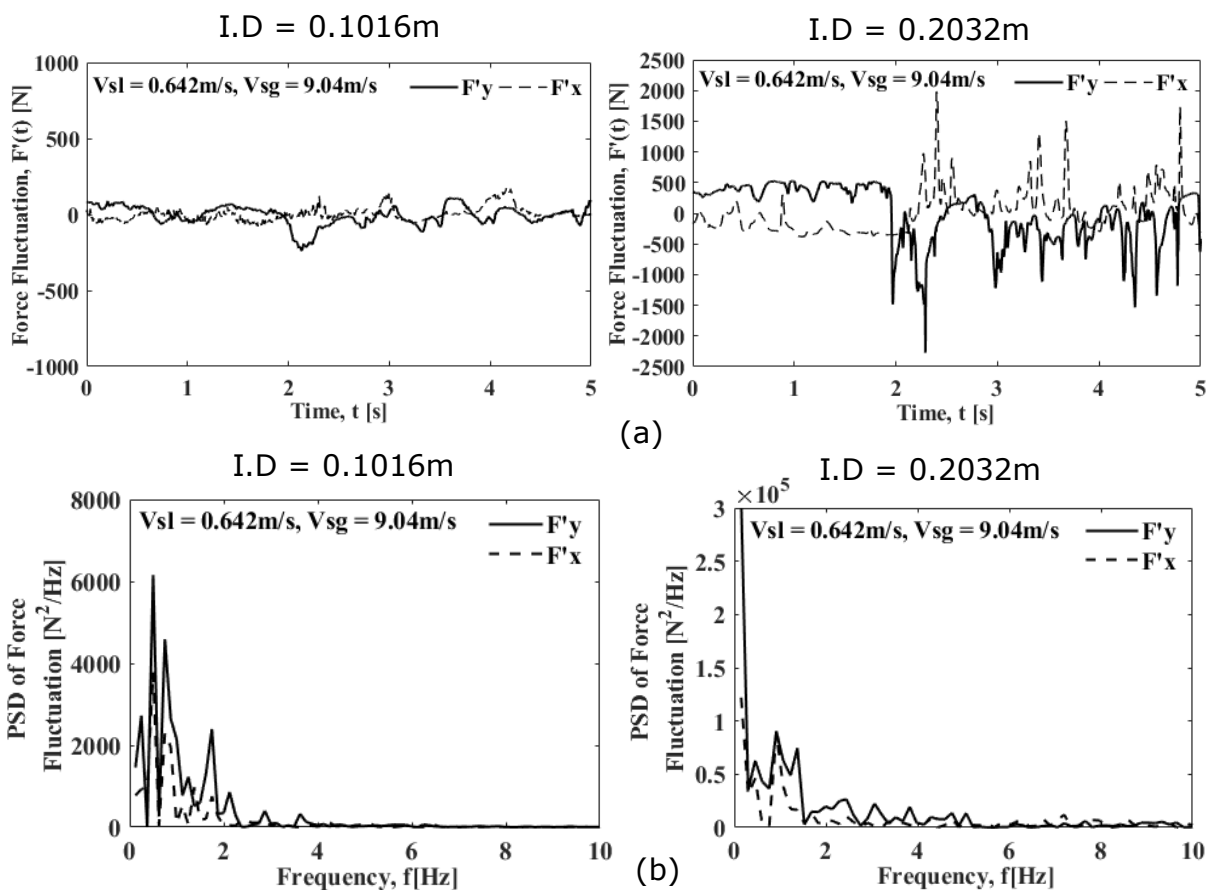 I.D = 0.1016m
Vsl = 0.642m/s, Vsg = 9.04m/s
F'y F'x
Force Fluctuation, F'(t) [N]
1000
500
0
-500
-1000
0 1 2 3 4 5
Time, t [s]
I.D = 0.2032m
Vsl = 0.642m/s, Vsg = 9.04m/s
F'y F'x
Force Fluctuation, F'(t) [N]
2500
2000
1500
1000
500
0
-500
-1000
-1500
-2000
-2500
0 1 2 3 4 5
Time, t [s]
(a)
I.D = 0.1016m
Vsl = 0.642m/s, Vsg = 9.04m/s
F'y
F'x
PSD of Force
Fluctuation [N²/Hz]
8000
6000
4000
2000
0
0 2 4 6 8 10
Frequency, f[Hz]
I.D = 0.2032m
×10⁵
Vsl = 0.642m/s, Vsg = 9.04m/s
F'y
F'x
PSD of Force
Fluctuation [N²/Hz]
3
2.5
2
1.5
1
0.5
0
0 2 4 6 8 10
Frequency, f[Hz]
(b)